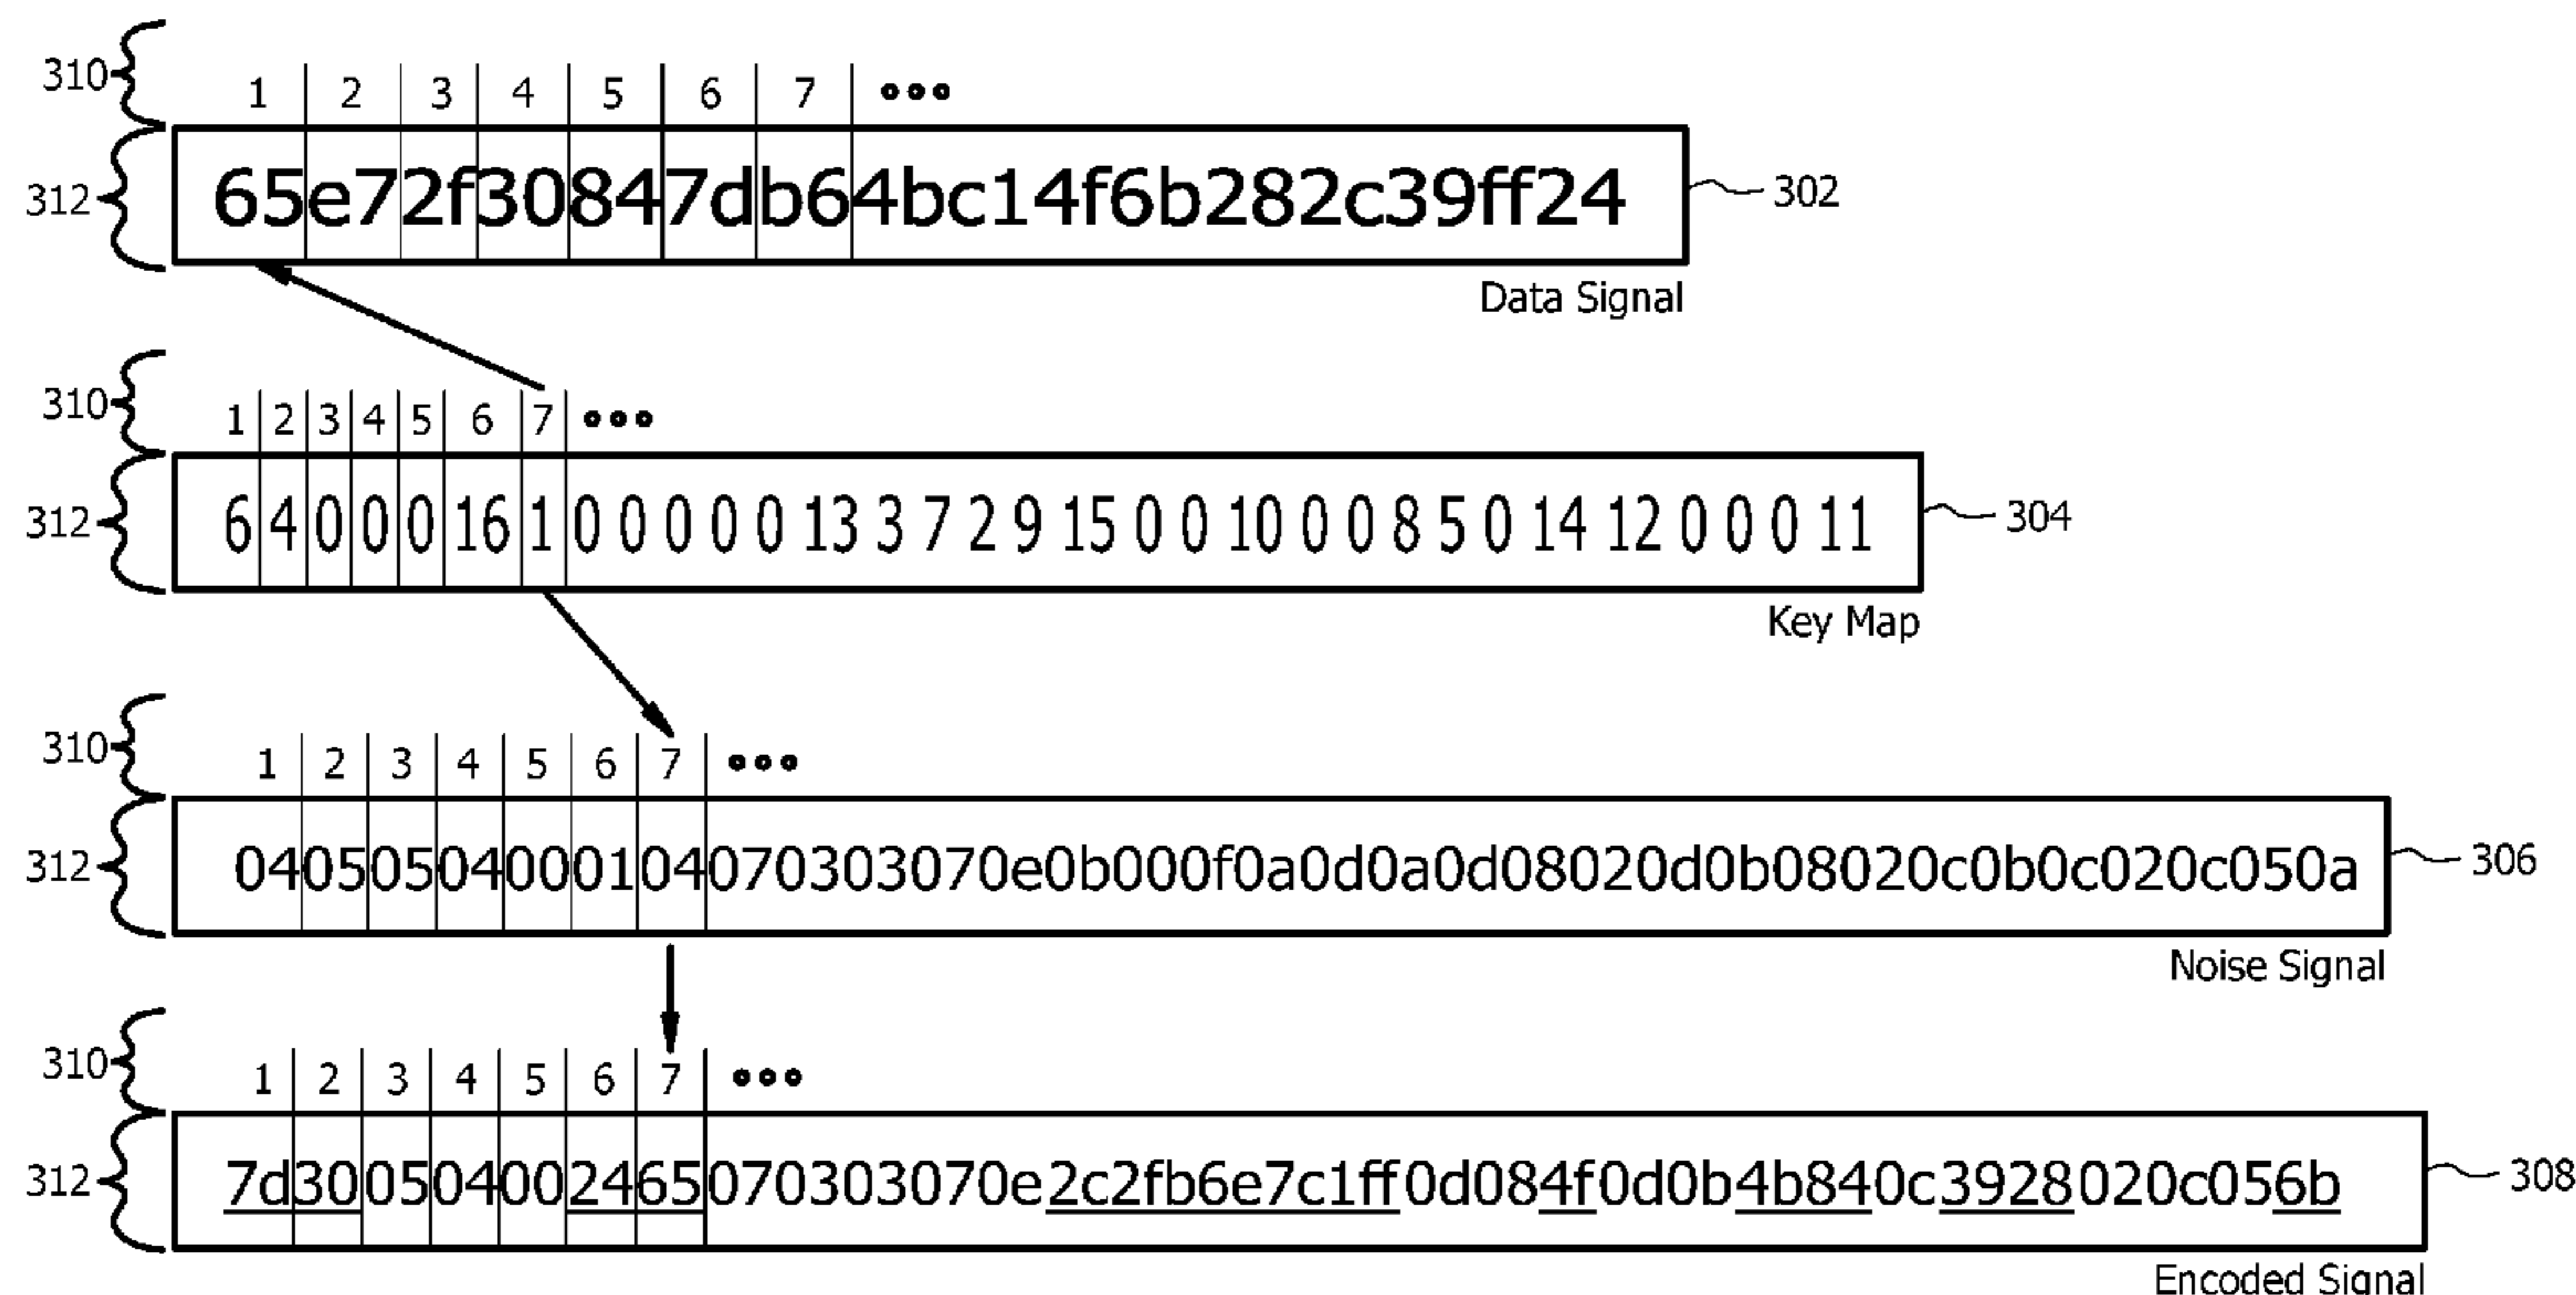 310 1 2 3 4 5 6 7
312 65e72f30847db64bc14f6b282c39ff24 302
Data Signal
310 1 2 3 4 5 6 7
312 6 4 0 0 0 16 1 0 0 0 0 0 13 3 7 2 9 15 0 0 10 0 0 8 5 0 14 12 0 0 0 11 304
Key Map
310 1 2 3 4 5 6 7
312 04050504000104070303070e0b000f0a0d0a0d08020d0b08020c0b0c020c050a 306
Noise Signal
310 1 2 3 4 5 6 7
312 7d300504002465070303070e2c2fb6e7c1ff0d084f0d0b4b840c3928020c056b 308
Encoded Signal